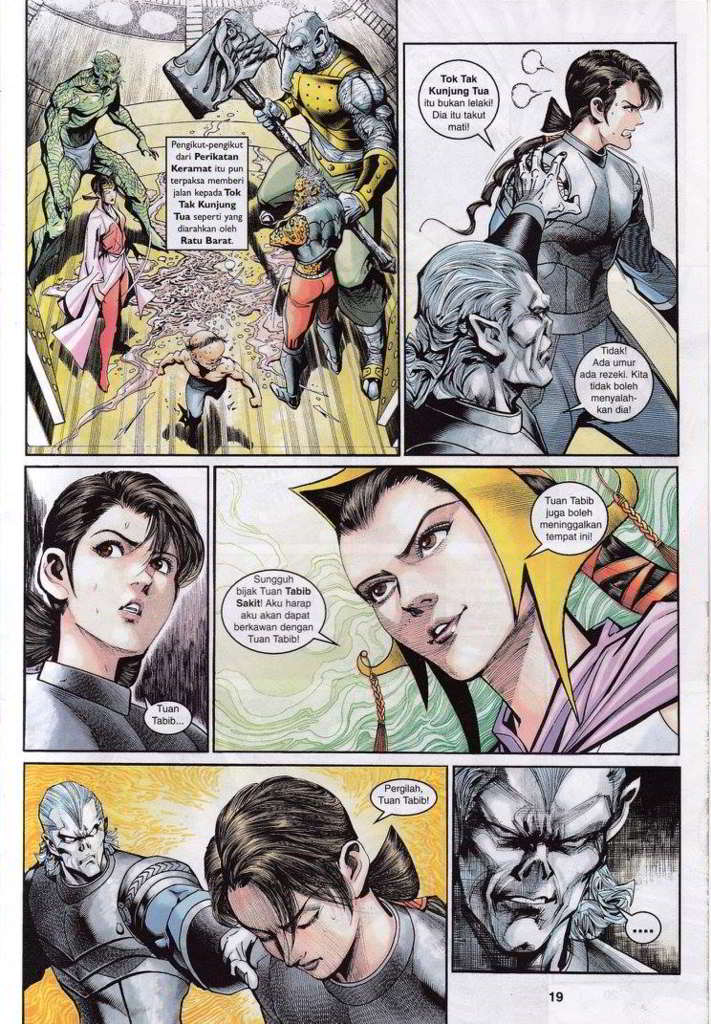 Pengikut-pengikut
dari Perikatan
Keramat itu pun
terpaksa memberi
jalan kepada Tok
Tak Kunjung
Tua seperti yang
diarahkan oleh
Ratu Barat.
Tok Tak
Kunjung Tua
itu bukan lelaki!
Dia itu takut
mati!
Tidak!
Ada umur
ada rezeki. Kita
tidak boleh
menyalah-
kan dia!
Tuan
Tabib...
Sungguh
bijak Tuan Tabib
Sakit! Aku harap
aku akan dapat
berkawan dengan
Tuan Tabib!
Tuan Tabib
juga boleh
meninggalkan
tempat ini!
Pergilah,
Tuan Tabib!
....
19